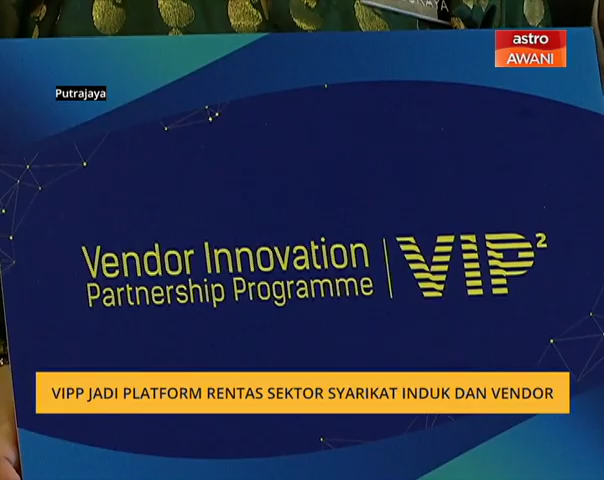 astro
AWANI
Putrajaya
Vendor Innovation
Partnership Programme
VIP²
VIPP JADI PLATFORM RENTAS SEKTOR SYARIKAT INDUK DAN VENDOR